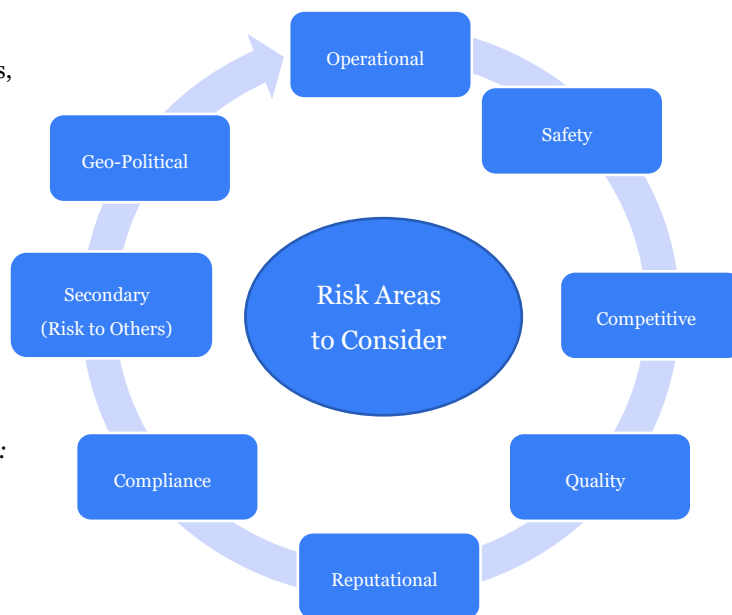 s,
Operational
Safety
Geo-Political
Risk Areas
to Consider
Secondary
(Risk to Others)
Competitive
:
Compliance
Quality
Reputational